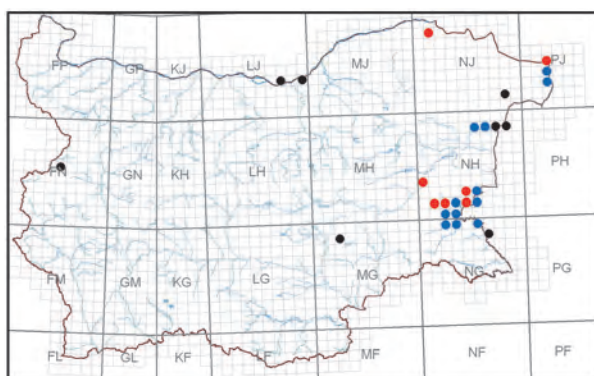 FP GP KJ LJ MJ NJ PJ
FN GN KH LH MH NH PH
FM GM KG LG MG NG PG
FL GL KF LF MF NF PF